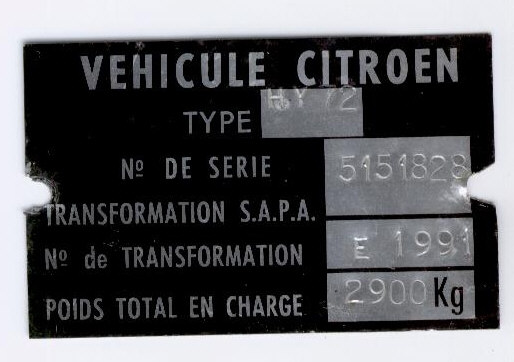 VEHICULE CITROEN
TYPE HY 72
Nº DE SERIE 5151828
TRANSFORMATION S.A.P.A.
Nº de TRANSFORMATION E 1991
POIDS TOTAL EN CHARGE 2900 Kg